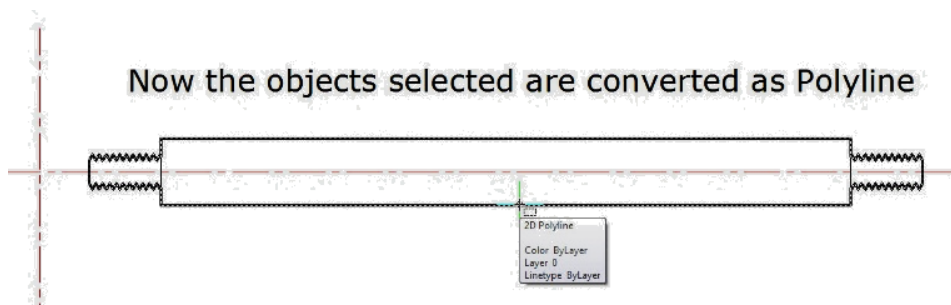 Now the objects selected are converted as Polyline
2D Polyline
Color ByLayer
Layer 0
Linetype ByLayer